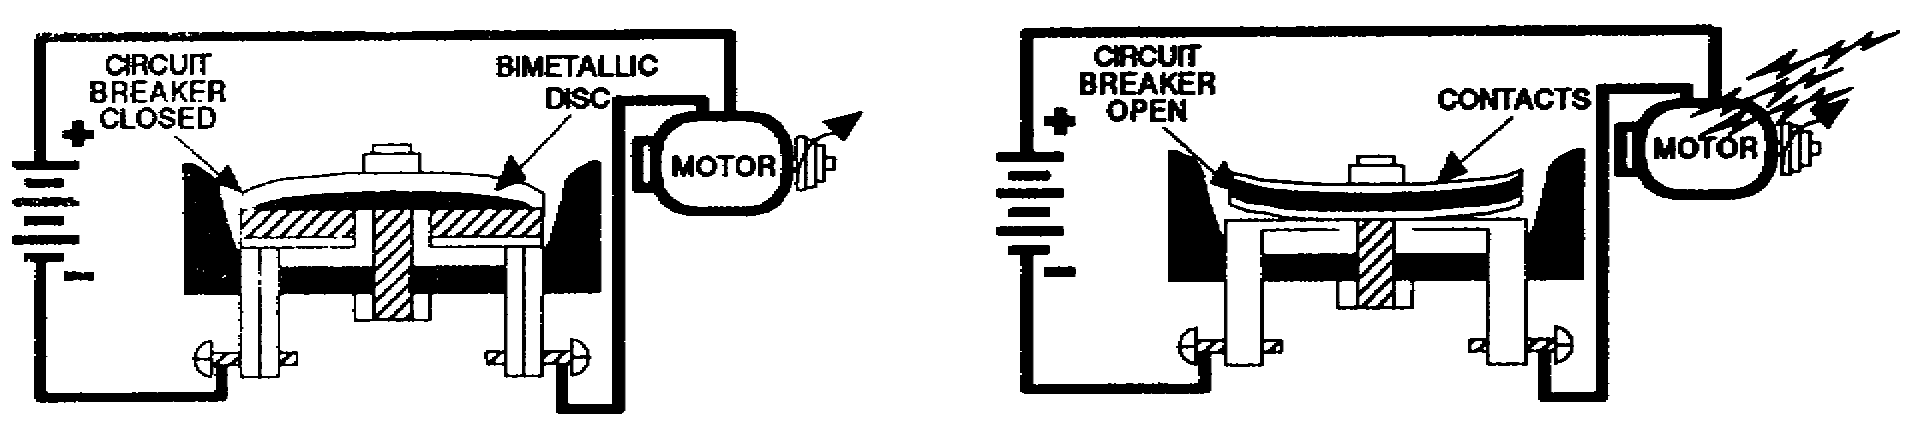 CIRCUIT
BREAKER
CLOSED
BIMETALLIC
DISC
+
MOTOR
-
CIRCUIT
BREAKER
OPEN
CONTACTS
+
MOTOR
-